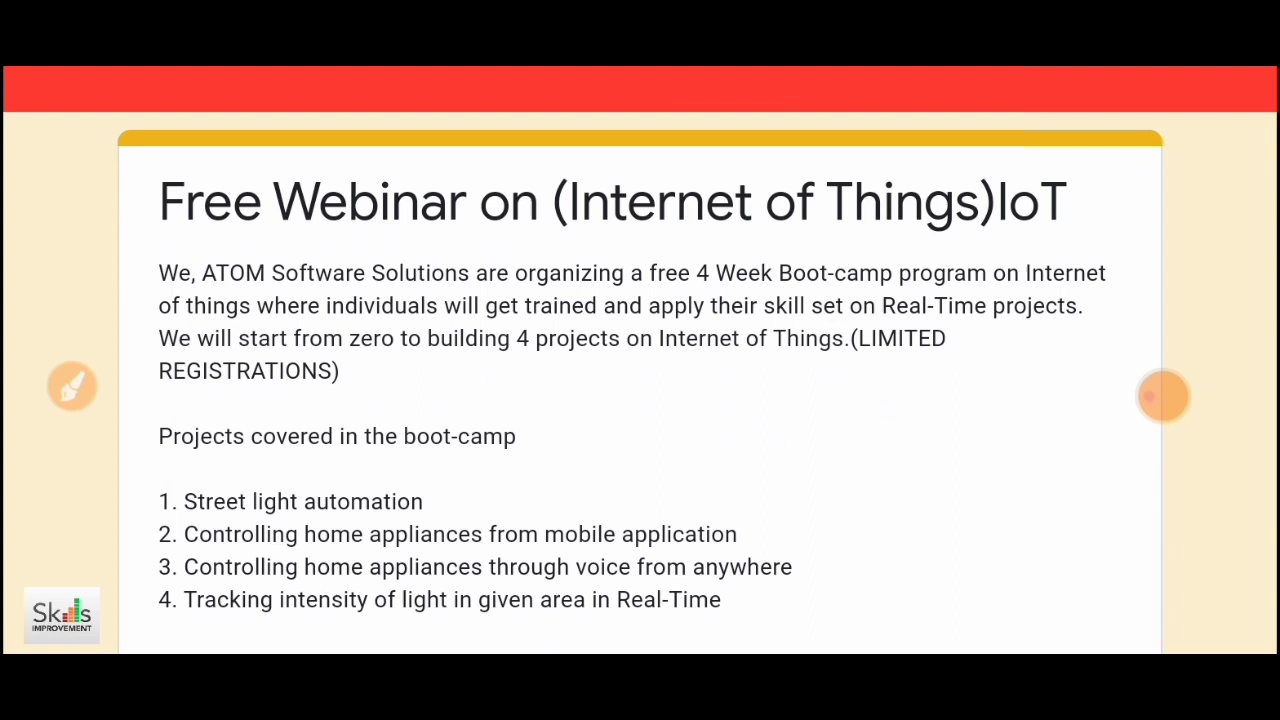 Free Webinar on (Internet of Things)IoT
We, ATOM Software Solutions are organizing a free 4 Week Boot-camp program on Internet
of things where individuals will get trained and apply their skill set on Real-Time projects.
We will start from zero to building 4 projects on Internet of Things.(LIMITED
REGISTRATIONS)
Projects covered in the boot-camp
1. Street light automation
2. Controlling home appliances from mobile application
3. Controlling home appliances through voice from anywhere
4. Tracking intensity of light in given area in Real-Time
Skills
IMPROVEMENT